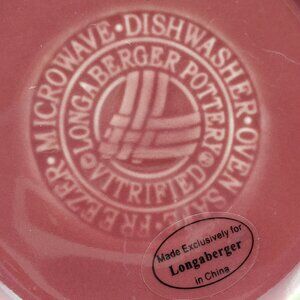 MICROWAVE • DISHWASHER • OVEN SAFE • FREEZER •
LONGABERGER POTTERY ®
VITRIFIED ®
Made Exclusively for
Longaberger
in China